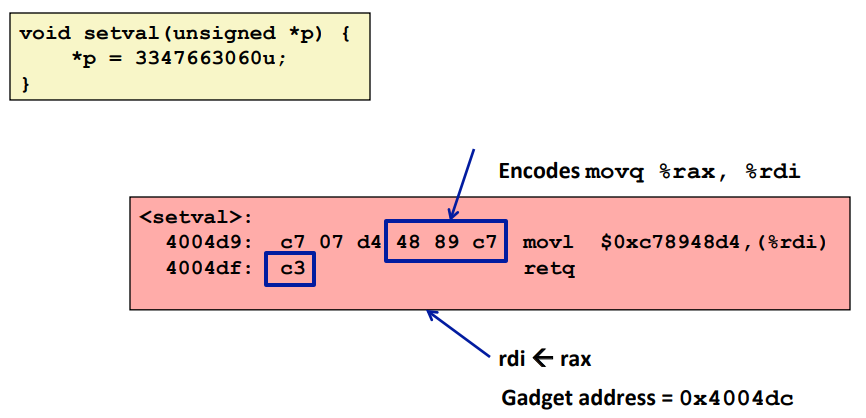 void setval(unsigned *p) {
    *p = 3347663060u;
}
Encodes movq %rax, %rdi
<setval>:
  4004d9:  c7 07 d4 48 89 c7  movl  $0xc78948d4,(%rdi)
  4004df:  c3                 retq
rdi ← rax
Gadget address = 0x4004dc